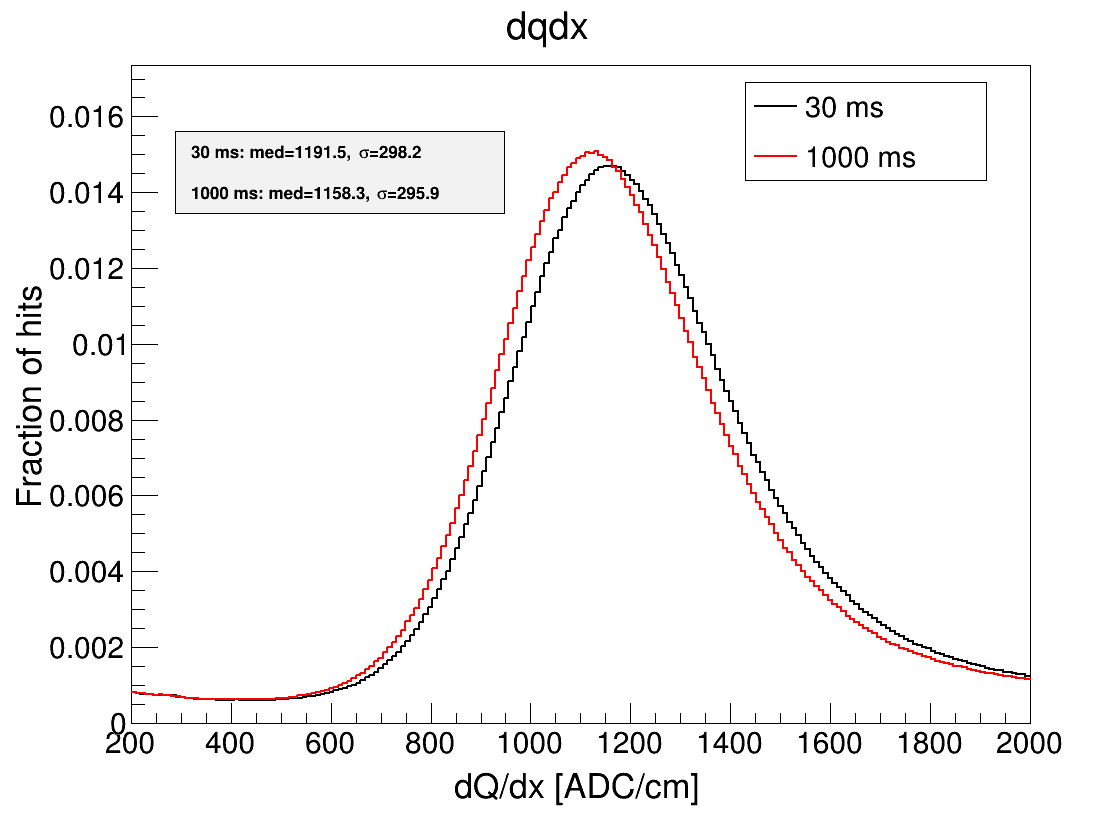 dqdx
30 ms
1000 ms
30 ms: med=1191.5, σ=298.2
1000 ms: med=1158.3, σ=295.9
Fraction of hits
0.016
0.014
0.012
0.01
0.008
0.006
0.004
0.002
0
200 400 600 800 1000 1200 1400 1600 1800 2000
dQ/dx [ADC/cm]